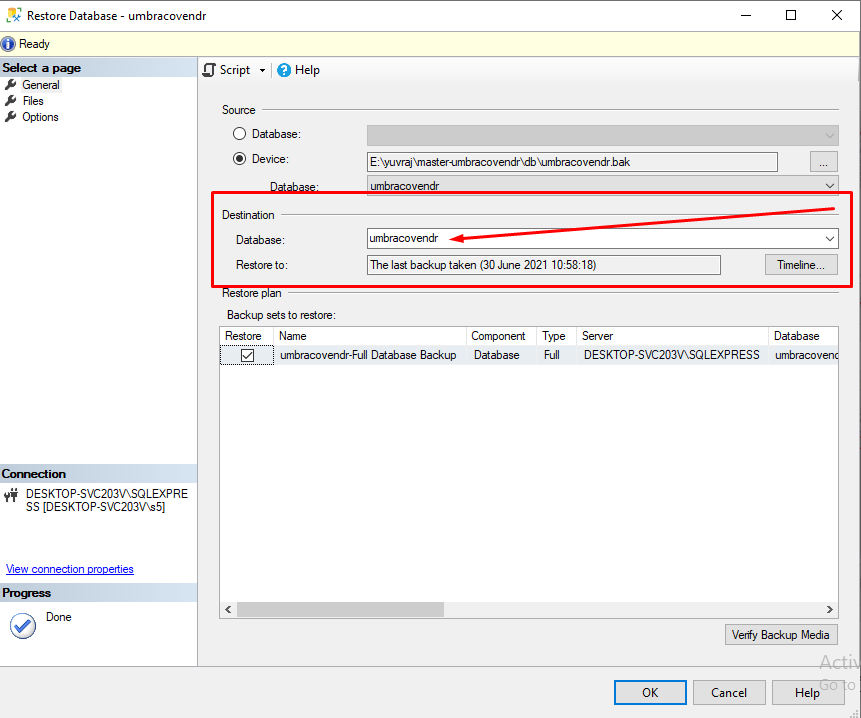 Restore Database - umbracovendr
Ready
Select a page
General
Files
Options
Script
Help
Source
Database:
Device:
E:\yuvraj\master-umbracovendr\db\umbracovendr.bak
...
Database:
umbracovendr
Destination
Database:
umbracovendr
Restore to:
The last backup taken (30 June 2021 10:58:18)
Timeline...
Restore plan
Backup sets to restore:
Restore Name Component Type Server Database
umbracovendr-Full Database Backup Database Full DESKTOP-SVC203V\SQLEXPRESS umbracovend
Connection
DESKTOP-SVC203V\SQLEXPRE
SS [DESKTOP-SVC203V\s5]
View connection properties
Progress
Done
Verify Backup Media
Activ
Go to
OK
Cancel
Help